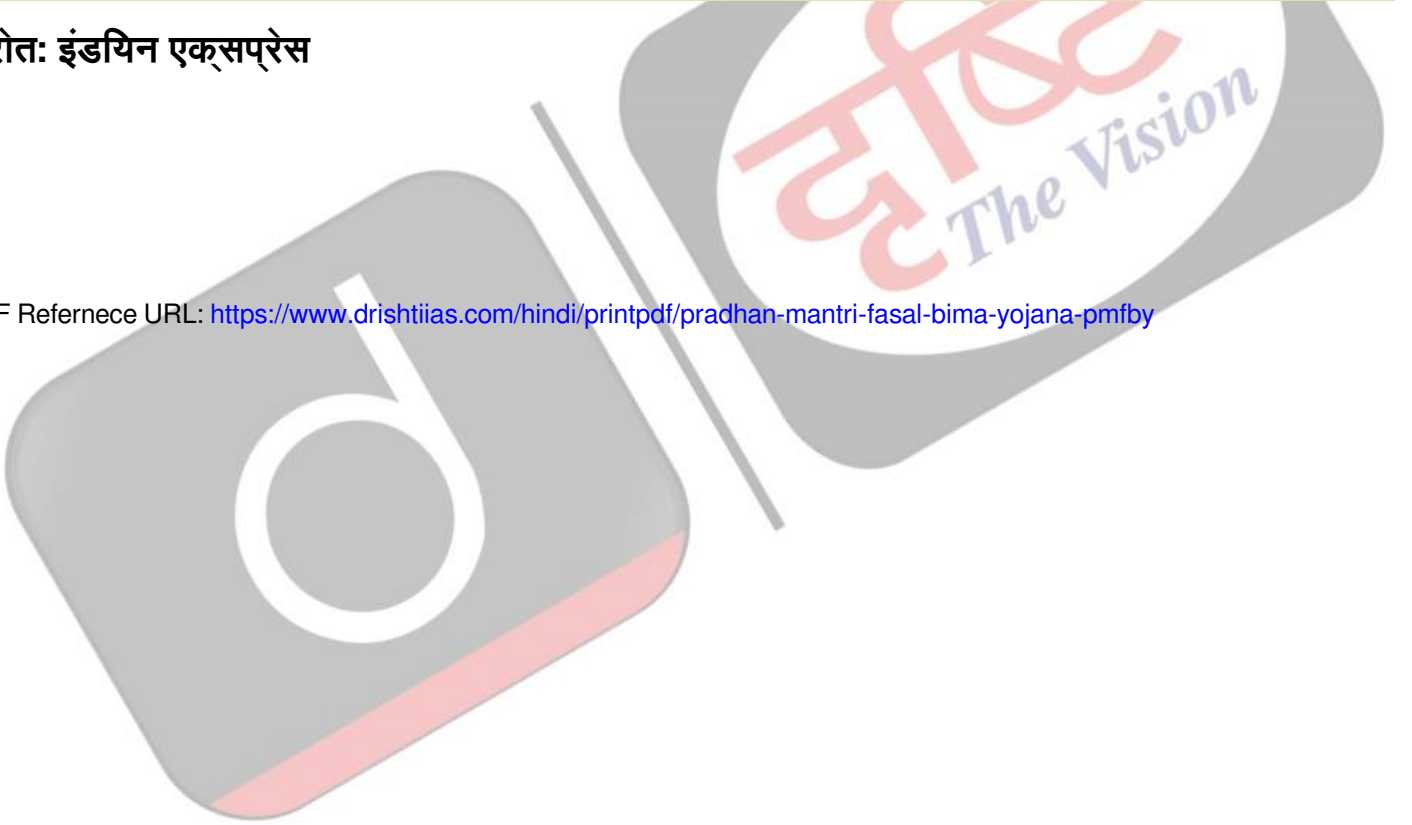 रोत: इंडियन एक्सप्रेस
दृष्टि
The Vision
F Refernece URL: https://www.drishtiias.com/hindi/printpdf/pradhan-mantri-fasal-bima-yojana-pmfby